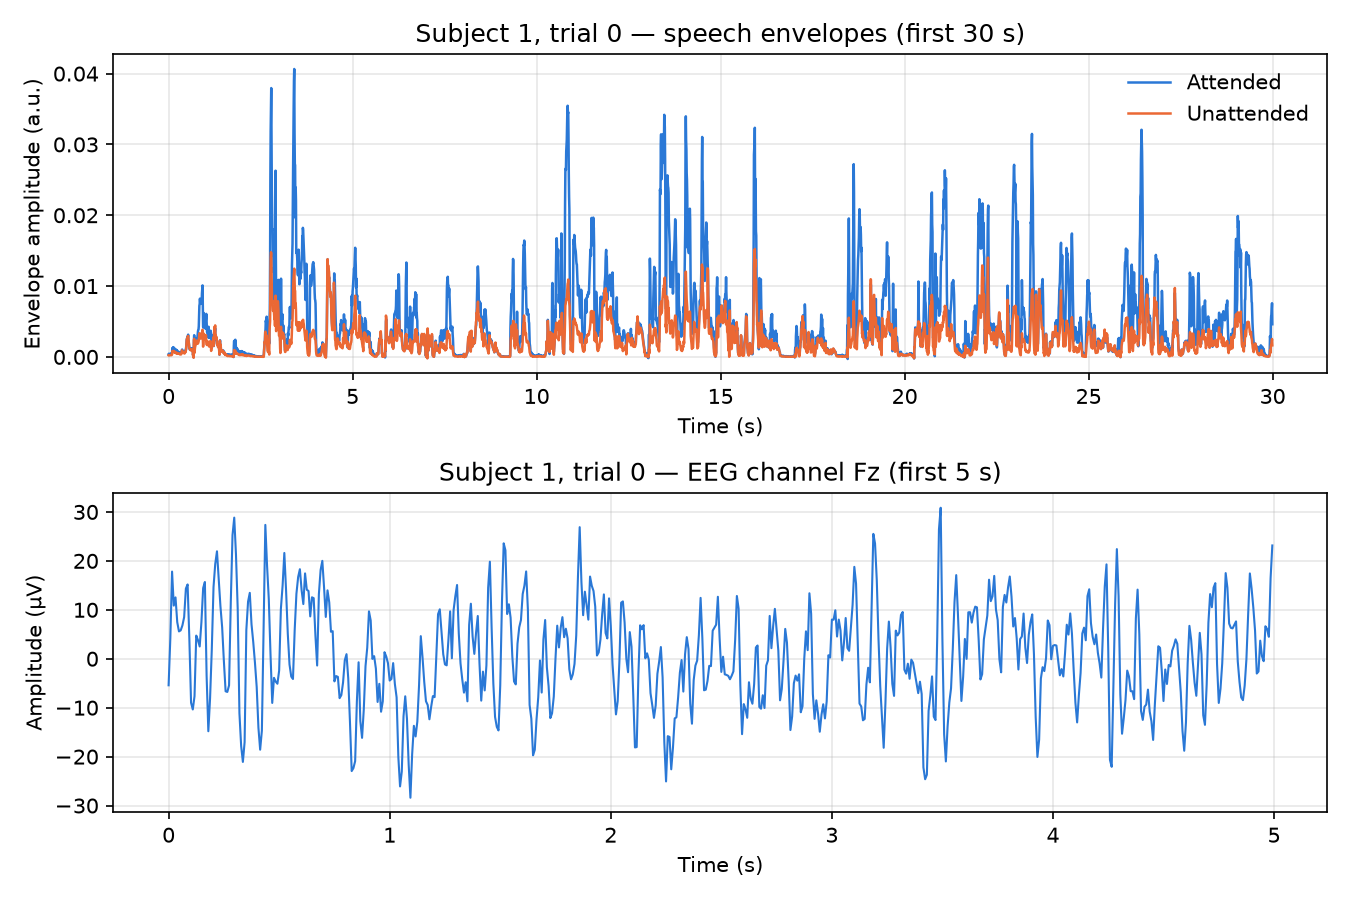 Subject 1, trial 0 — speech envelopes (first 30 s)
Envelope amplitude (a.u.)
0.04
0.03
0.02
0.01
0.00
Attended
Unattended
0 5 10 15 20 25 30
Time (s)
Subject 1, trial 0 — EEG channel Fz (first 5 s)
Amplitude (µV)
30
20
10
0
−10
−20
−30
0 1 2 3 4 5
Time (s)